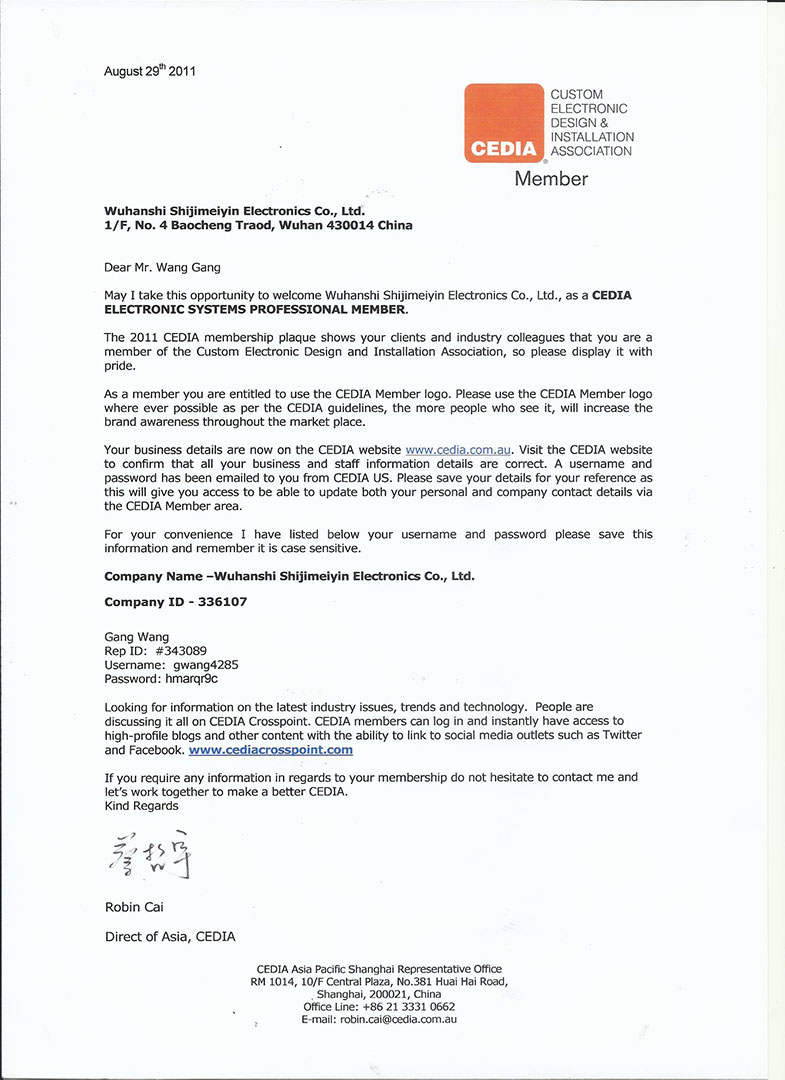 August 29th 2011
CUSTOM
ELECTRONIC
DESIGN &
INSTALLATION
ASSOCIATION
CEDIA
®
Member
Wuhanshi Shijimeiyin Electronics Co., Ltd.
1/F, No. 4 Baocheng Traod, Wuhan 430014 China
Dear Mr. Wang Gang
May I take this opportunity to welcome Wuhanshi Shijimeiyin Electronics Co., Ltd., as a CEDIA
ELECTRONIC SYSTEMS PROFESSIONAL MEMBER.
The 2011 CEDIA membership plaque shows your clients and industry colleagues that you are a
member of the Custom Electronic Design and Installation Association, so please display it with
pride.
As a member you are entitled to use the CEDIA Member logo. Please use the CEDIA Member logo
where ever possible as per the CEDIA guidelines, the more people who see it, will increase the
brand awareness throughout the market place.
Your business details are now on the CEDIA website www.cedia.com.au. Visit the CEDIA website
to confirm that all your business and staff information details are correct. A username and
password has been emailed to you from CEDIA US. Please save your details for your reference as
this will give you access to be able to update both your personal and company contact details via
the CEDIA Member area.
For your convenience I have listed below your username and password please save this
information and remember it is case sensitive.
Company Name –Wuhanshi Shijimeiyin Electronics Co., Ltd.
Company ID - 336107
Gang Wang
Rep ID: #343089
Username: gwang4285
Password: hmarqr9c
Looking for information on the latest industry issues, trends and technology. People are
discussing it all on CEDIA Crosspoint. CEDIA members can log in and instantly have access to
high-profile blogs and other content with the ability to link to social media outlets such as Twitter
and Facebook. www.cediacrosspoint.com
If you require any information in regards to your membership do not hesitate to contact me and
let's work together to make a better CEDIA.
Kind Regards
Robin Cai
Direct of Asia, CEDIA
CEDIA Asia Pacific Shanghai Representative Office
RM 1014, 10/F Central Plaza, No.381 Huai Hai Road,
Shanghai, 200021, China
Office Line: +86 21 3331 0662
E-mail: robin.cai@cedia.com.au